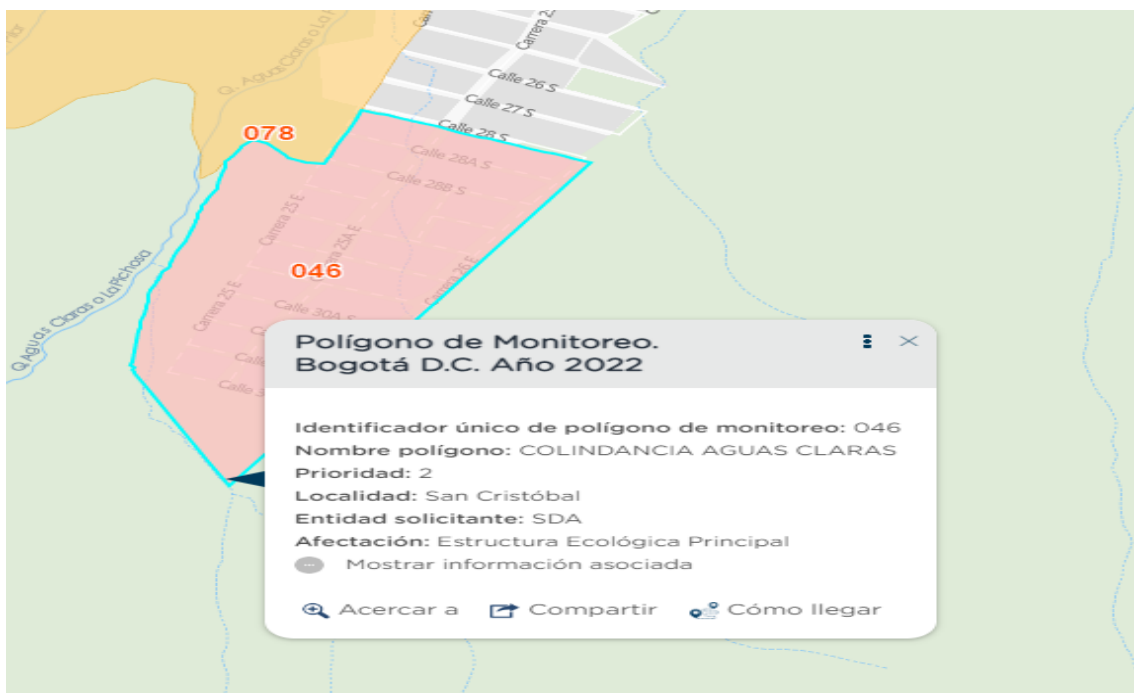 Carrera 2
Calle 26 S
Q. Aguas Claras o La P
Calle 27 S
Calle 28 S
078
Calle 28A S
Calle 28B S
Carrera 25 E
Carrera 25A E
046
Carrera 26 E
Q Aguas Claras o La Pichosa
Carrera 25 E
Calle 30A S
Polígono de Monitoreo.
Bogotá D.C. Año 2022
Identificador único de polígono de monitoreo: 046
Nombre polígono: COLINDANCIA AGUAS CLARAS
Prioridad: 2
Localidad: San Cristóbal
Entidad solicitante: SDA
Afectación: Estructura Ecológica Principal
Mostrar información asociada
Acercar a Compartir Cómo llegar